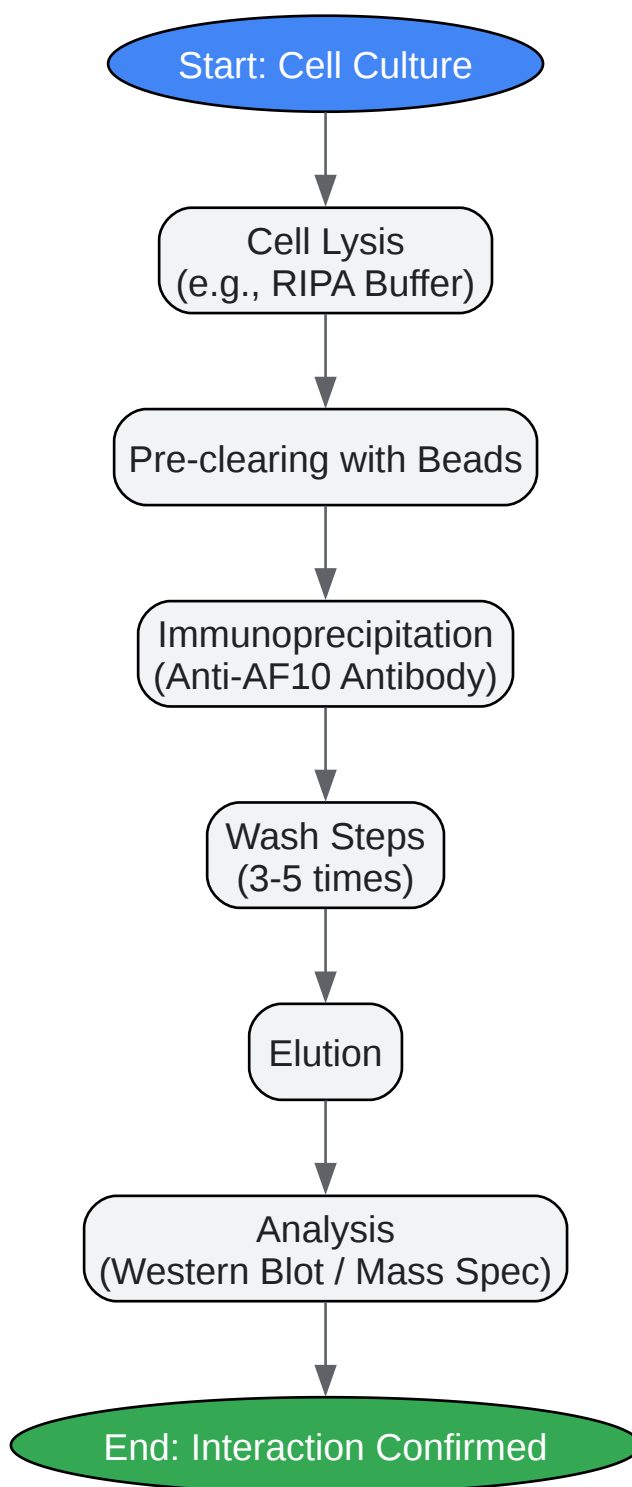 Start: Cell Culture
Cell Lysis
(e.g., RIPA Buffer)
Pre-clearing with Beads
Immunoprecipitation
(Anti-AF10 Antibody)
Wash Steps
(3-5 times)
Elution
Analysis
(Western Blot / Mass Spec)
End: Interaction Confirmed